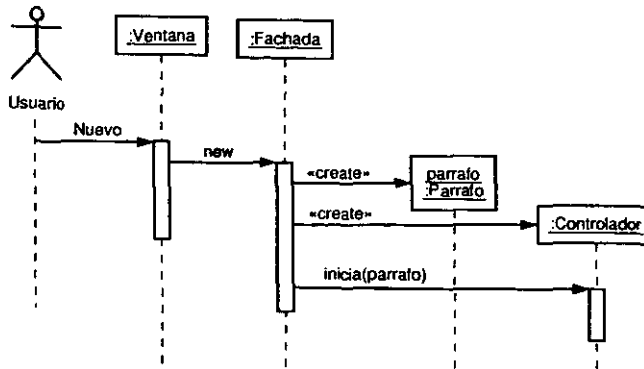 :Ventana
:Fachada
Usuario
Nuevo
new
«create»
parrafo
:Parrafo
«create»
:Controlador
inicia(parrafo)